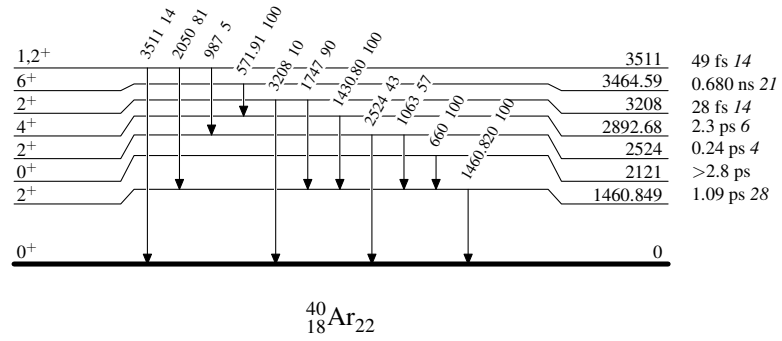 3511 14
2050 81
987 5
571.91 100
3208 10
1747 90
1430.80 100
2524 43
1063 57
660 100
1460.820 100
1,2+ 3511 49 fs 14
6+ 3464.59 0.680 ns 21
2+ 3208 28 fs 14
4+ 2892.68 2.3 ps 6
2+ 2524 0.24 ps 4
0+ 2121 >2.8 ps
2+ 1460.849 1.09 ps 28
0+ 0
40 18 Ar 22